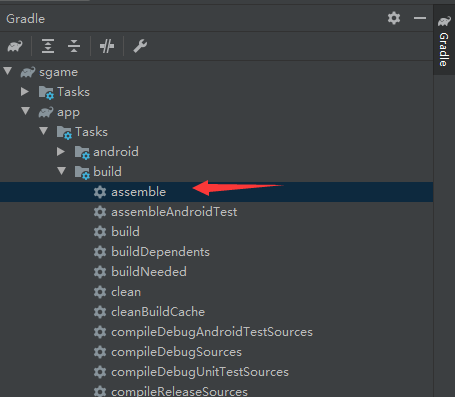 Gradle
Gradle
sgame
Tasks
app
Tasks
android
build
assemble
assembleAndroidTest
build
buildDependents
buildNeeded
clean
cleanBuildCache
compileDebugAndroidTestSources
compileDebugSources
compileDebugUnitTestSources
compileReleaseSources